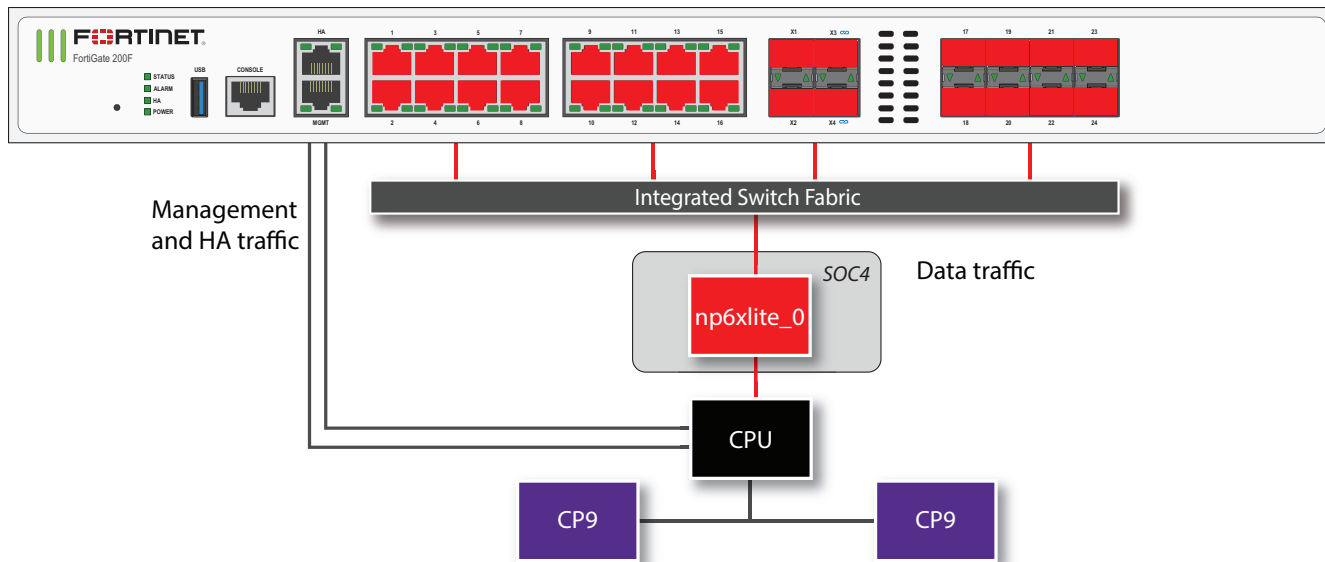 FORTINET
FortiGate 200F
STATUS
ALARM
HA
POWER
USB
CONSOLE
HA
MGMT
1 3 5 7
2 4 6 8
9 11 13 15
10 12 14 16
X1 X3
X2 X4
17 19 21 23
18 20 22 24
Integrated Switch Fabric
Management
and HA traffic
SOC4
Data traffic
np6xlite_0
CPU
CP9
CP9